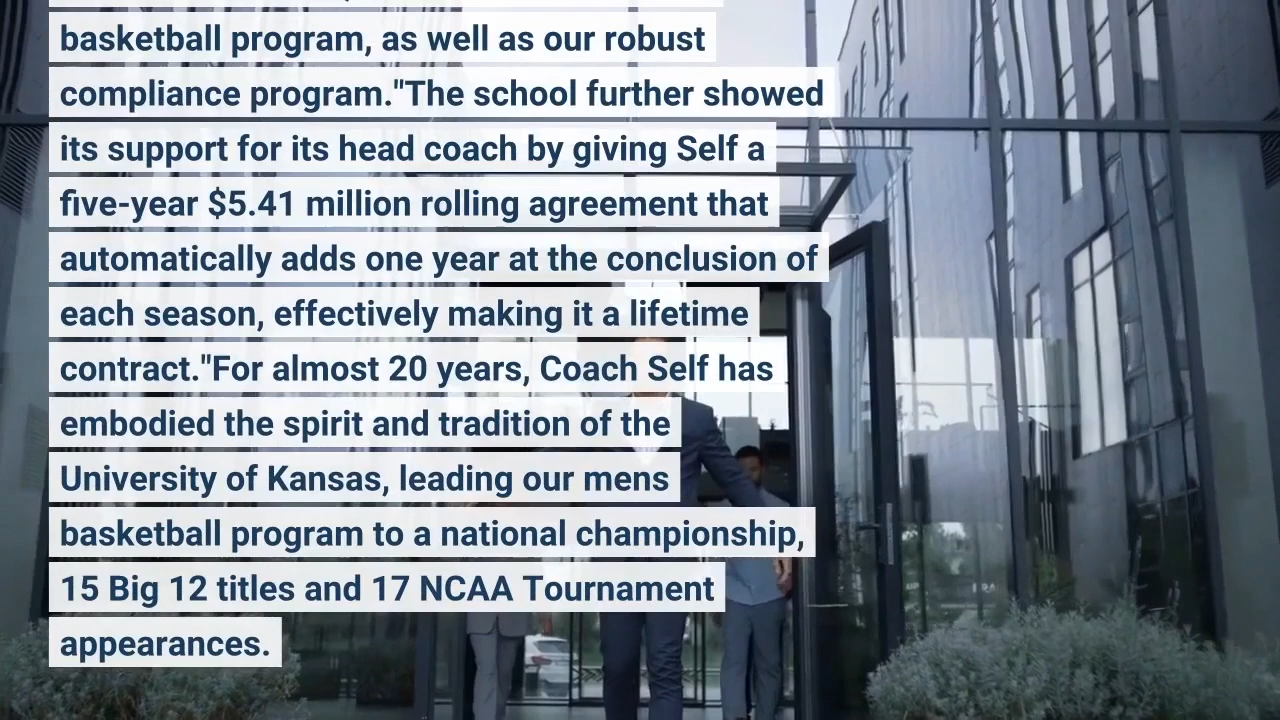 basketball program, as well as our robust
compliance program."The school further showed
its support for its head coach by giving Self a
five-year $5.41 million rolling agreement that
automatically adds one year at the conclusion of
each season, effectively making it a lifetime
contract."For almost 20 years, Coach Self has
embodied the spirit and tradition of the
University of Kansas, leading our mens
basketball program to a national championship,
15 Big 12 titles and 17 NCAA Tournament
appearances.